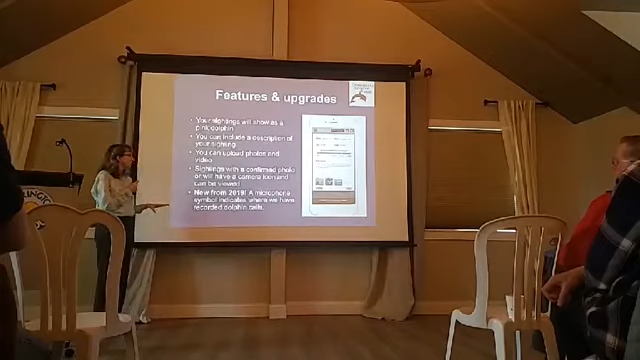 Features & upgrades
• Your sightings will show as a
pink dolphin
• You can include a description of
your sighting
• You can upload photos and
video
• Sightings with a confirmed photo
or will have a camera icon and
can be viewed
• New from 2019! A microphone
symbol indicates where we have
recorded dolphin calls.